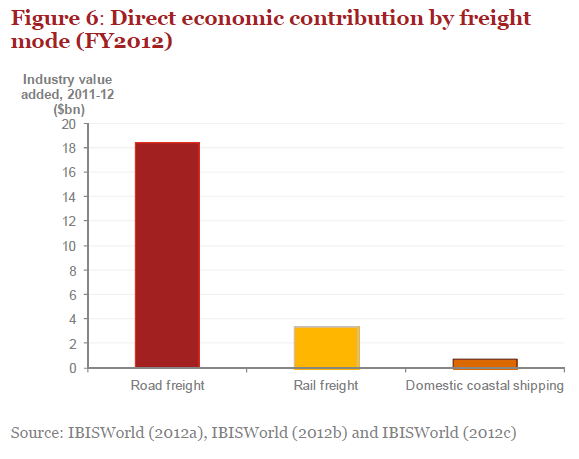 Figure 6: Direct economic contribution by freight
mode (FY2012)
Industry value
added, 2011-12
($bn)
20
18
16
14
12
10
8
6
4
2
0
Road freight
Rail freight
Domestic coastal shipping
Source: IBISWorld (2012a), IBISWorld (2012b) and IBISWorld (2012c)